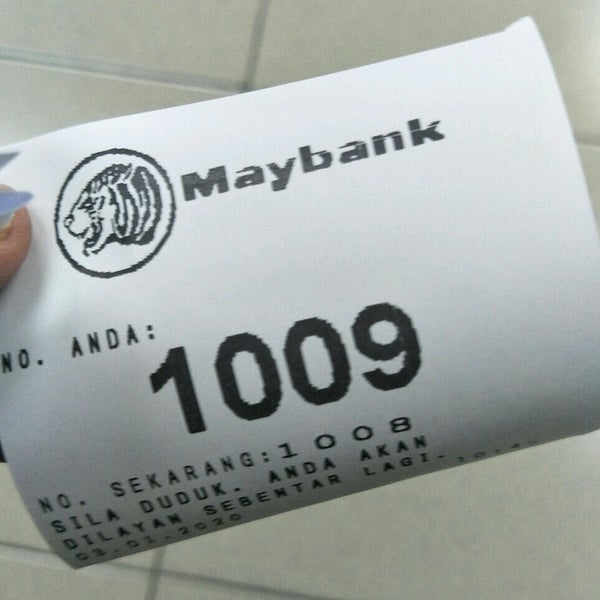 Maybank
NO. ANDA:
1009
NO. SEKARANG:1008
SILA DUDUK. ANDA AKAN
DILAYAN SEBENTAR LAGI.
03.01.2020